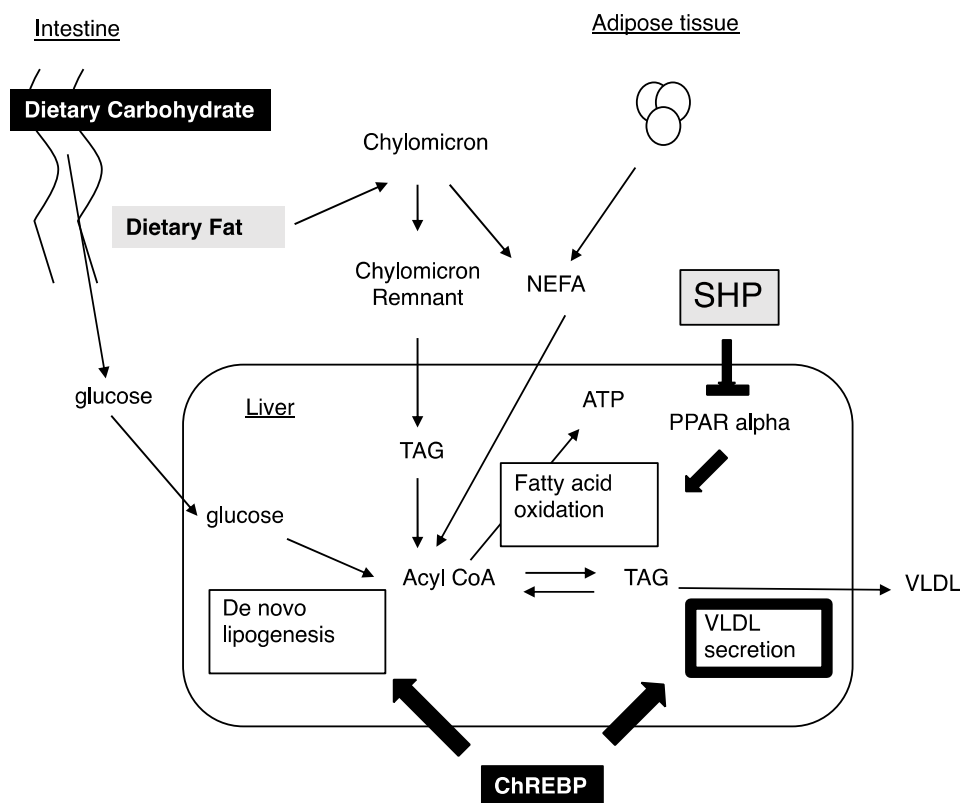 Intestine
Adipose tissue
Dietary Carbohydrate
Chylomicron
Dietary Fat
Chylomicron
Remnant
NEFA
SHP
glucose
Liver
ATP
PPAR alpha
TAG
Fatty acid
oxidation
glucose
Acyl CoA
TAG
VLDL
De novo
lipogenesis
VLDL
secretion
ChREBP